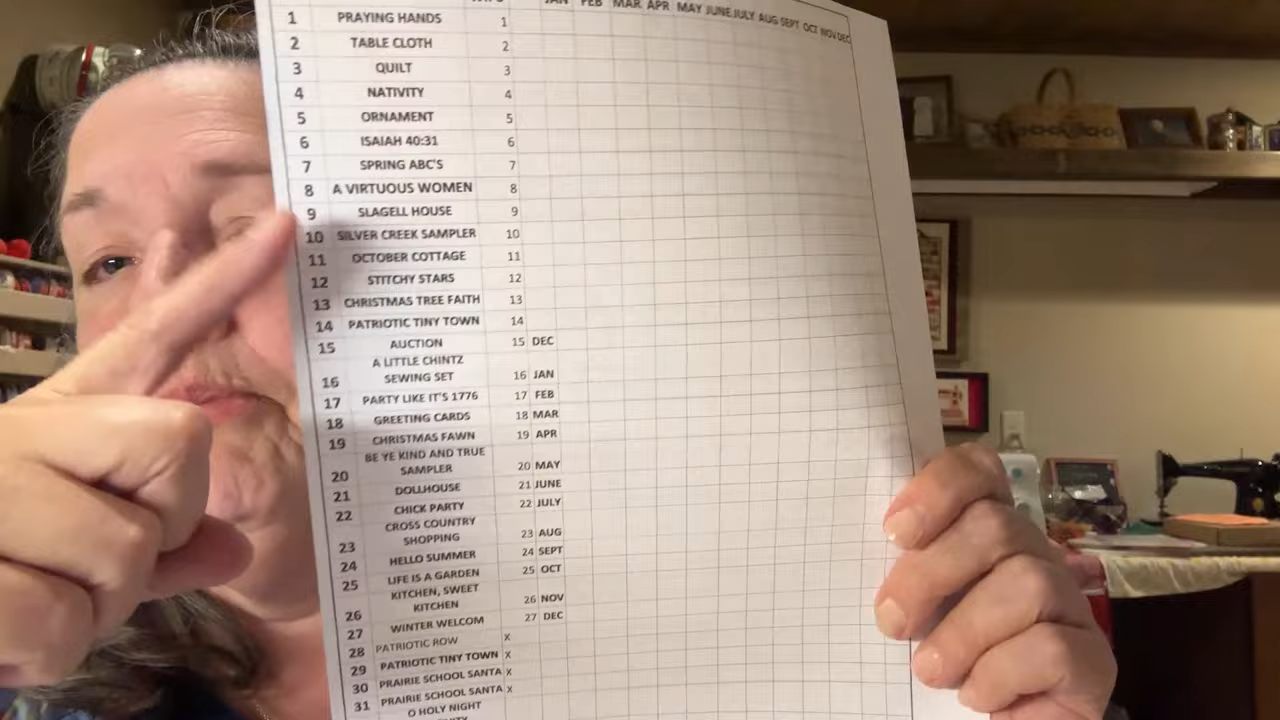 JAN FEB MAR APR MAY JUNE JULY AUG SEPT OCT NOV DEC
1 PRAYING HANDS 1
2 TABLE CLOTH 2
3 QUILT 3
4 NATIVITY 4
5 ORNAMENT 5
6 ISAIAH 40:31 6
7 SPRING ABC'S 7
8 A VIRTUOUS WOMEN 8
9 SLAGELL HOUSE 9
10 SILVER CREEK SAMPLER 10
11 OCTOBER COTTAGE 11
12 STITCHY STARS 12
13 CHRISTMAS TREE FAITH 13
14 PATRIOTIC TINY TOWN 14
15 AUCTION 15 DEC
A LITTLE CHINTZ
16 SEWING SET 16 JAN
17 PARTY LIKE IT'S 1776 17 FEB
18 GREETING CARDS 18 MAR
19 CHRISTMAS FAWN 19 APR
BE YE KIND AND TRUE
20 SAMPLER 20 MAY
21 DOLLHOUSE 21 JUNE
22 CHICK PARTY 22 JULY
CROSS COUNTRY
23 SHOPPING 23 AUG
24 HELLO SUMMER 24 SEPT
25 LIFE IS A GARDEN 25 OCT
KITCHEN, SWEET
26 KITCHEN 26 NOV
27 WINTER WELCOM 27 DEC
28 PATRIOTIC ROW X
29 PATRIOTIC TINY TOWN X
30 PRAIRIE SCHOOL SANTA X
31 PRAIRIE SCHOOL SANTA X
O HOLY NIGHT